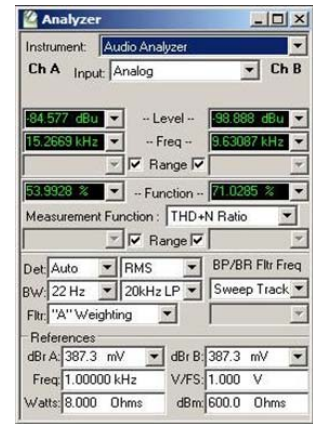 Analyzer
Instrument: Audio Analyzer
Ch A Input: Analog Ch B
-84.577 dBu -- Level -- -98.888 dBu
15.2669 kHz -- Freq -- 9.63087 kHz
Range
53.9928 % -- Function -- 71.0285 %
Measurement Function : THD+N Ratio
Range
Det: Auto RMS BP/BR Fltr Freq
BW: 22 Hz 20kHz LP Sweep Track
Fltr: "A" Weighting
References
dBr A: 387.3 mV dBr B: 387.3 mV
Freq: 1.00000 kHz V/FS: 1.000 V
Watts: 8.000 Ohms dBm: 600.0 Ohms